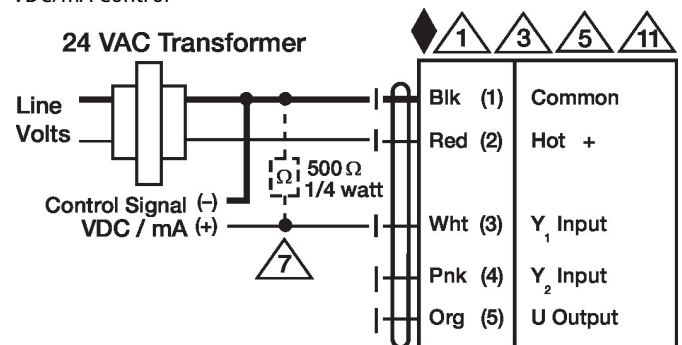 VDC/mA Control
24 VAC Transformer
1 3 5 11
Line
Volts
Blk (1) Common
Red (2) Hot +
Ω 500 Ω
1/4 watt
Control Signal (–)
VDC / mA (+)
Wht (3) Y1 Input
7
Pnk (4) Y2 Input
Org (5) U Output